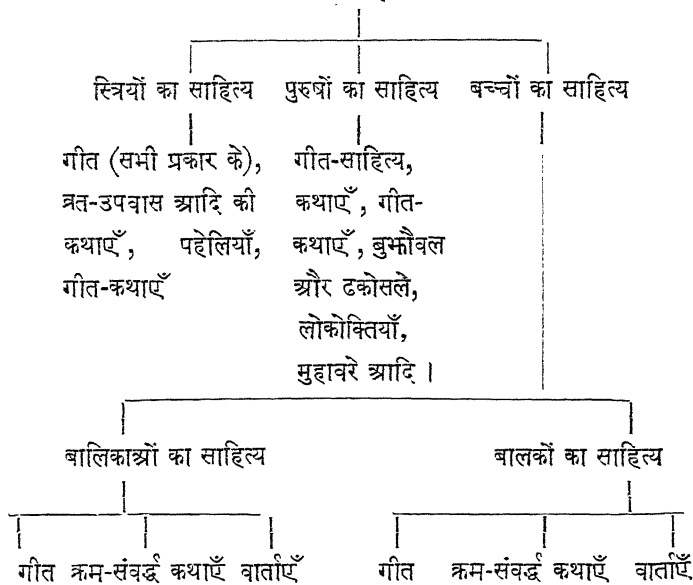 स्त्रियों का साहित्य पुरुषों का साहित्य बच्चों का साहित्य
गीत (सभी प्रकार के),
व्रत-उपवास आदि की
कथाएँ, पहेलियाँ,
गीत-कथाएँ
गीत-साहित्य,
कथाएँ, गीत-
कथाएँ, बुझौवल
और ढकोसले,
लोकोक्तियाँ,
मुहावरे आदि ।
बालिकाओं का साहित्य बालकों का साहित्य
गीत क्रम-संवर्द्ध कथाएँ वार्ताएँ गीत क्रम-संवर्द्ध कथाएँ वार्ताएँ